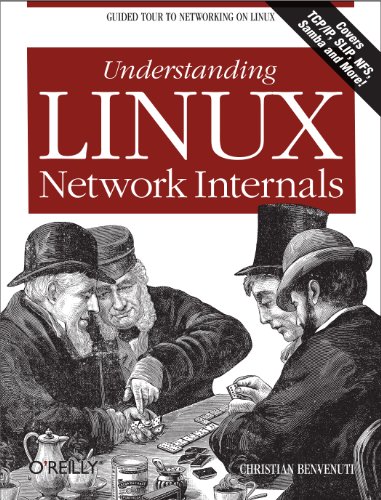 GUIDED TOUR TO NETWORKING ON LINUX
Covers
TCP/IP, SLIP, NFS,
Samba and More!
Understanding
LINUX
Network Internals
O'REILLY
CHRISTIAN BENVENUTI